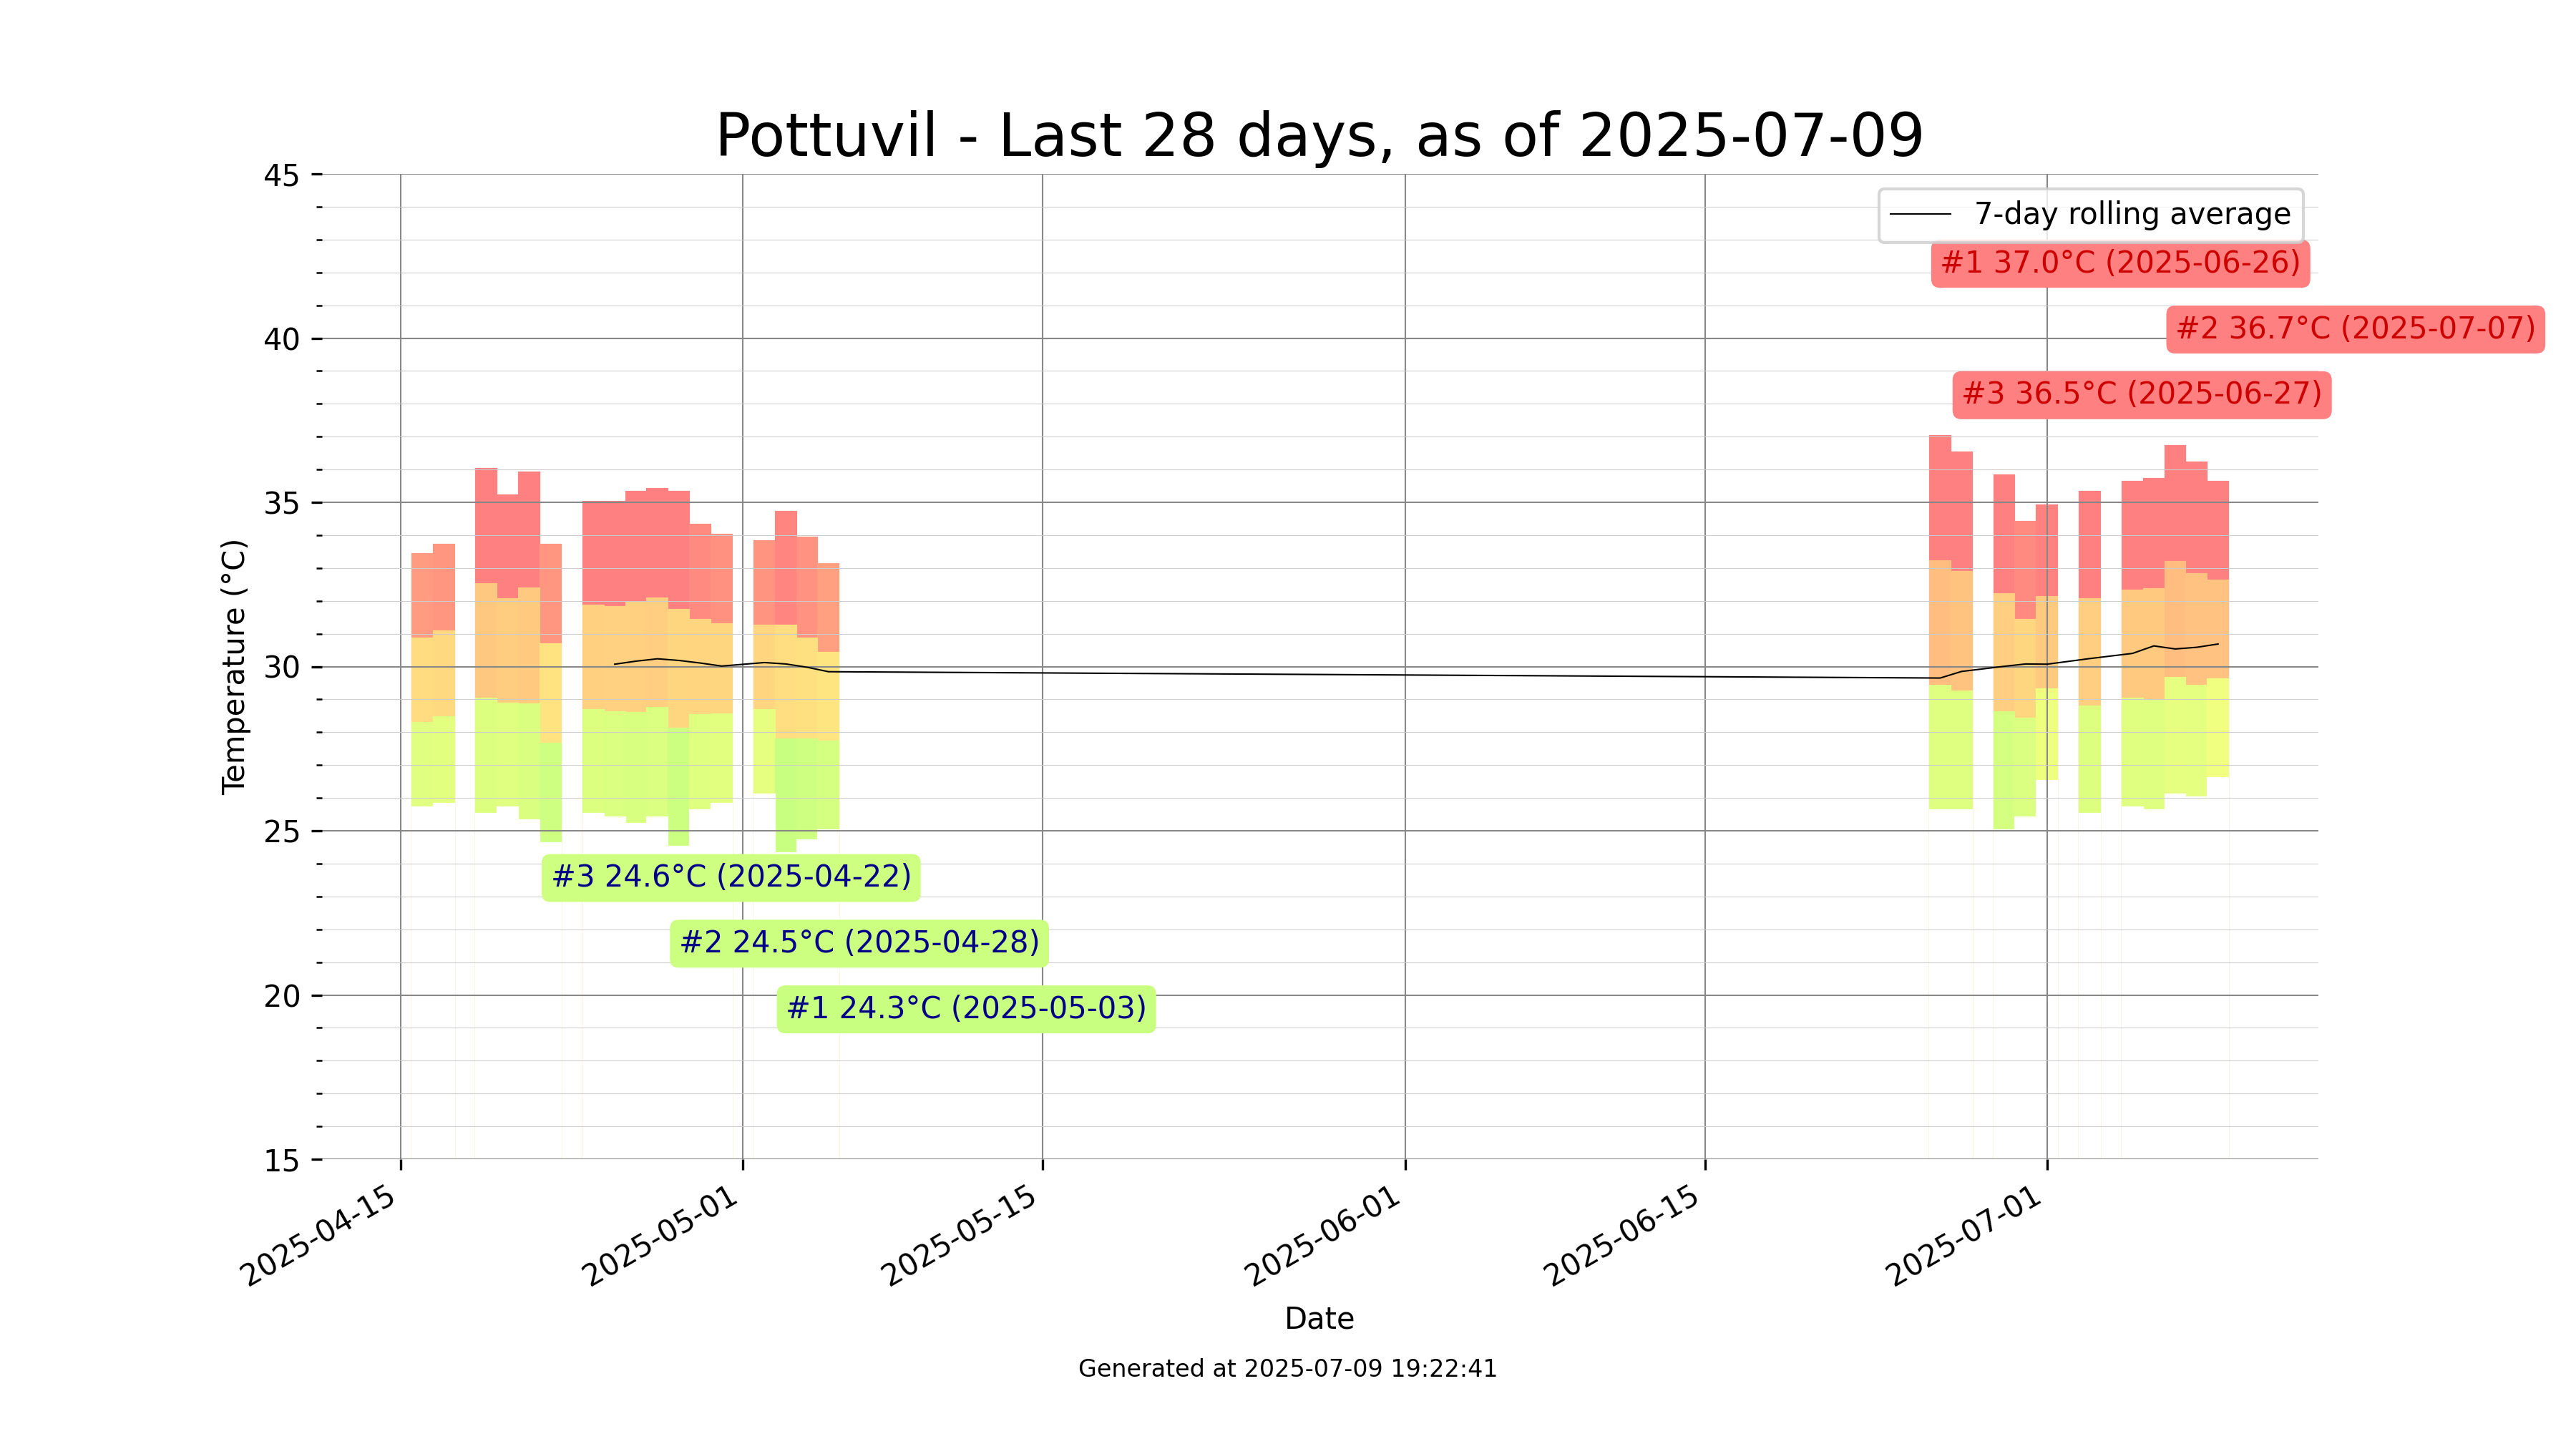 Pottuvil - Last 28 days, as of 2025-07-09
45
7-day rolling average
#1 37.0°C (2025-06-26)
#2 36.7°C (2025-07-07)
40
#3 36.5°C (2025-06-27)
35
Temperature (°C)
30
25
#3 24.6°C (2025-04-22)
#2 24.5°C (2025-04-28)
20
#1 24.3°C (2025-05-03)
15
2025-04-15
2025-05-01
2025-05-15
2025-06-01
2025-06-15
2025-07-01
Date
Generated at 2025-07-09 19:22:41